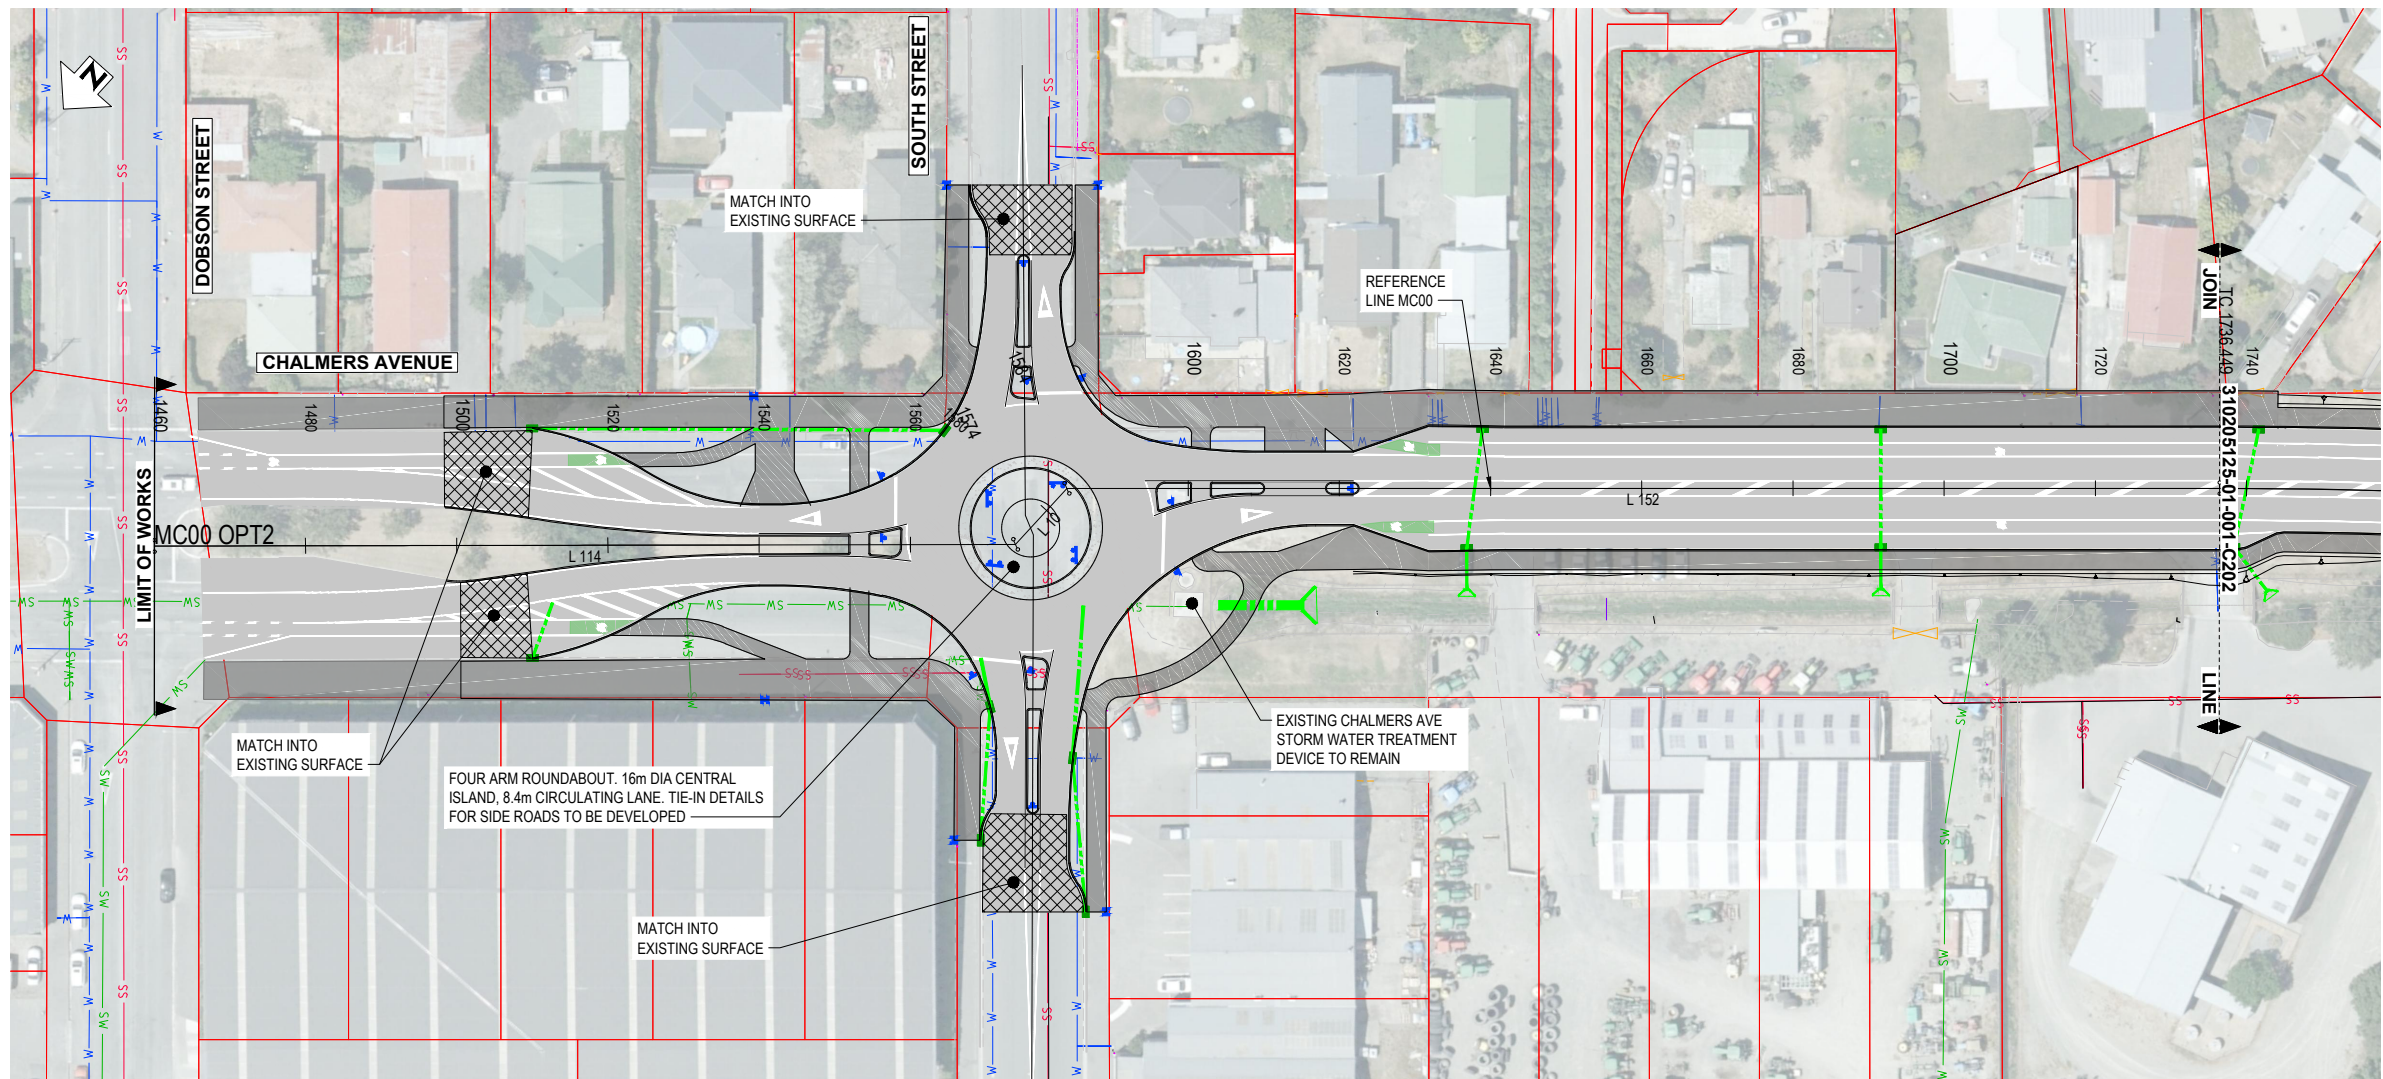 N
DOBSON STREET
SOUTH STREET
CHALMERS AVENUE
MATCH INTO
EXISTING SURFACE
REFERENCE
LINE MC00
JOIN
TC 1736.449
310205125-01-001-C202
LINE
1460
1480
1500
1520
1540
1560
1574
1600
1620
1640
1660
1680
1700
1720
1740
LIMIT OF WORKS
MC00 OPT2
L 114
L 10
L 152
MATCH INTO
EXISTING SURFACE
FOUR ARM ROUNDABOUT. 16m DIA CENTRAL
ISLAND, 8.4m CIRCULATING LANE. TIE-IN DETAILS
FOR SIDE ROADS TO BE DEVELOPED
EXISTING CHALMERS AVE
STORM WATER TREATMENT
DEVICE TO REMAIN
MATCH INTO
EXISTING SURFACE
W
SS
SW